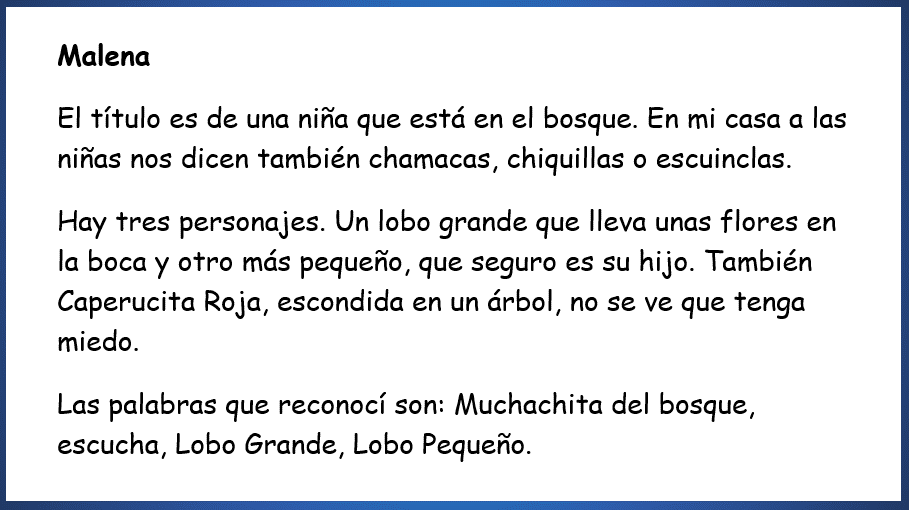 Malena
El título es de una niña que está en el bosque. En mi casa a las
niñas nos dicen también chamacas, chiquillas o escuinclas.
Hay tres personajes. Un lobo grande que lleva unas flores en
la boca y otro más pequeño, que seguro es su hijo. También
Caperucita Roja, escondida en un árbol, no se ve que tenga
miedo.
Las palabras que reconocí son: Muchachita del bosque,
escucha, Lobo Grande, Lobo Pequeño.